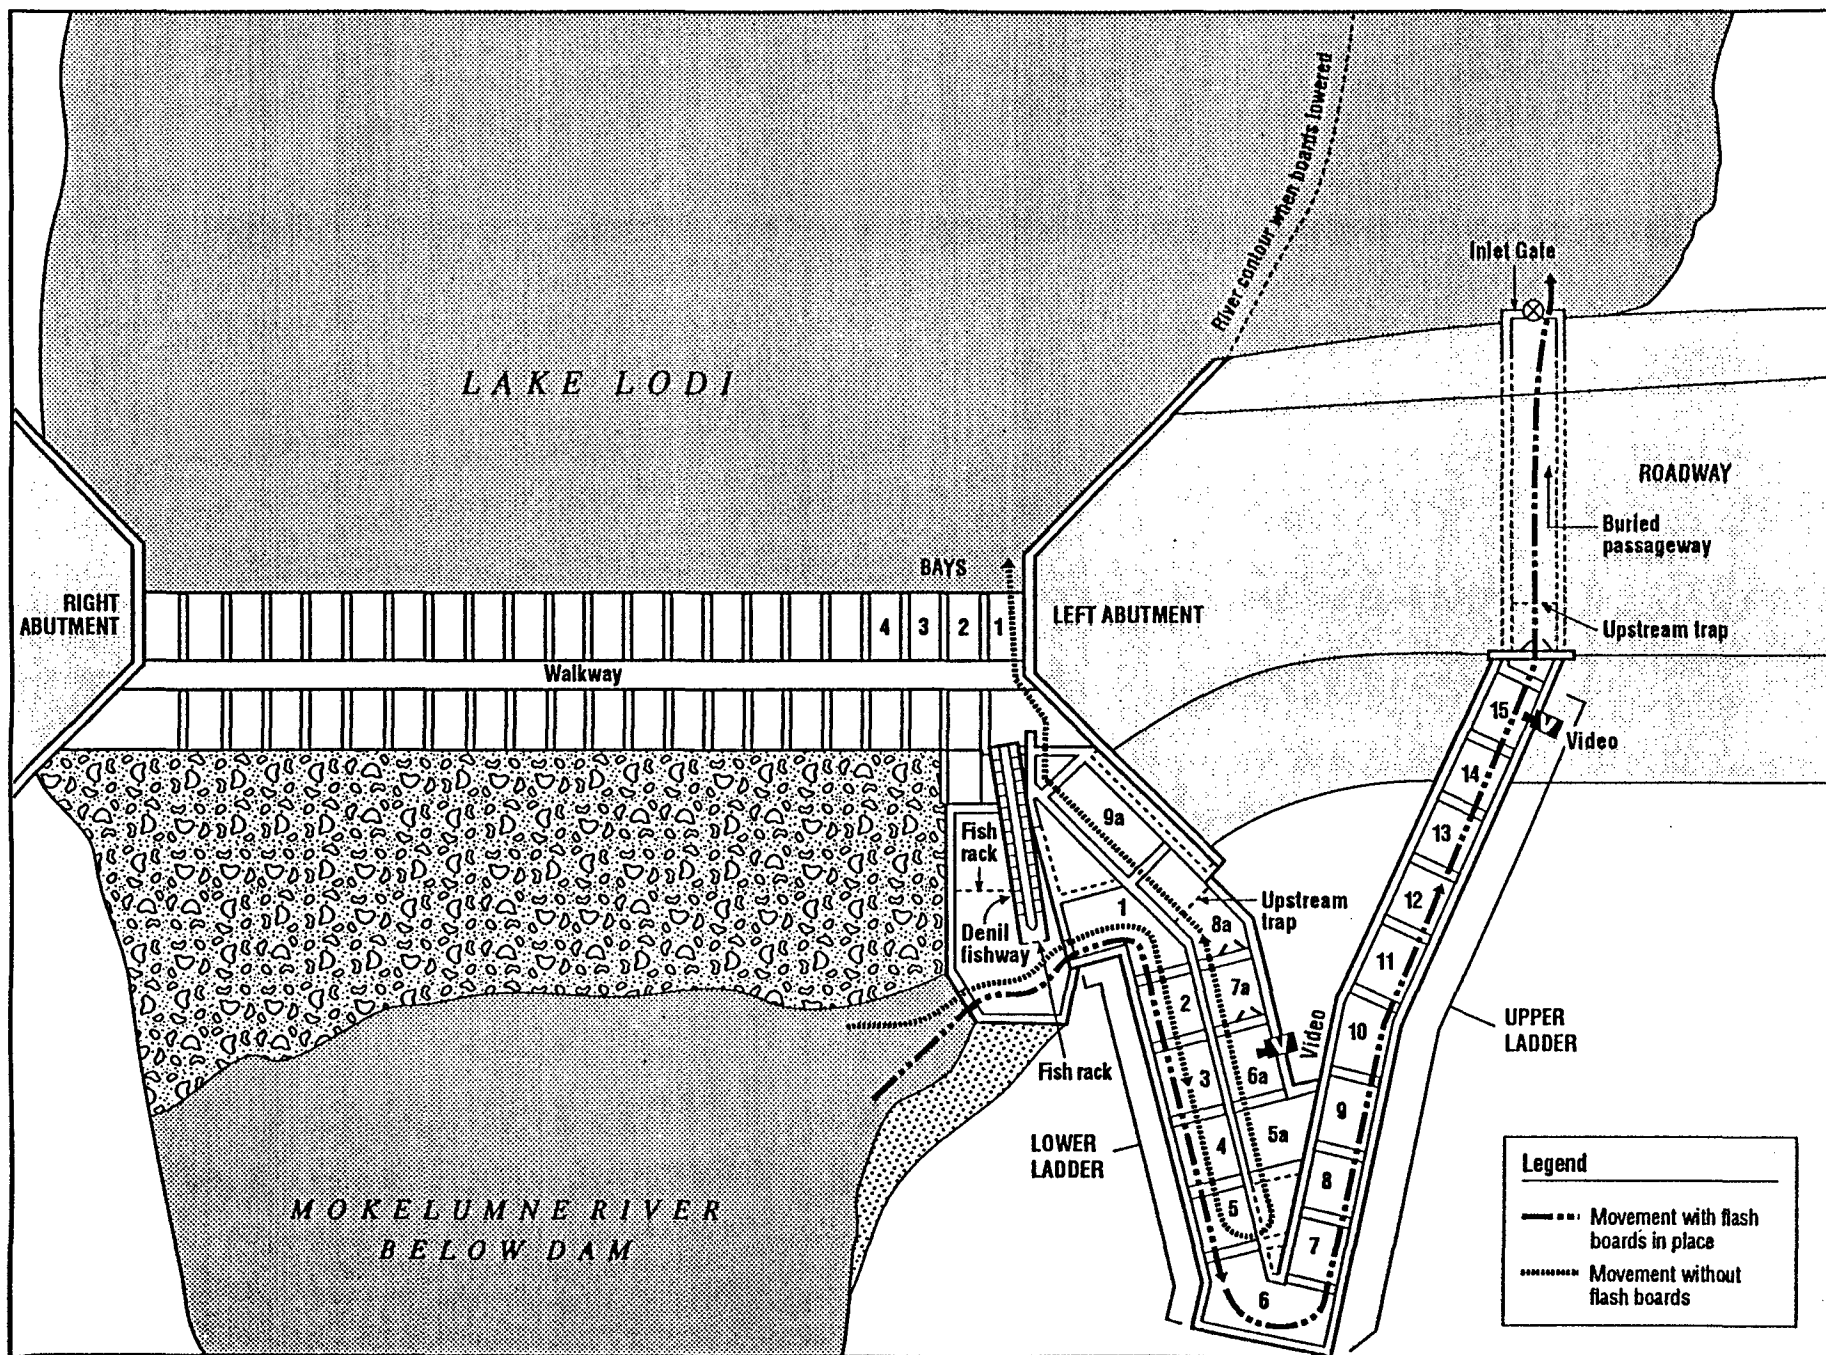 River contour when boards lowered
Inlet Gate
LAKE LODI
ROADWAY
Buried
passageway
BAYS
RIGHT
ABUTMENT
4 3 2 1
LEFT ABUTMENT
Upstream trap
Walkway
15
Video
14
13
12
11
10
9
8
7
9a
Fish
rack
Upstream
trap
1
8a
Denil
fishway
2
7a
UPPER
LADDER
Video
Fish rack
3
6a
4
5a
LOWER
LADDER
5
6
MOKELUMNE RIVER
BELOW DAM
Legend
Movement with flash
boards in place
Movement without
flash boards